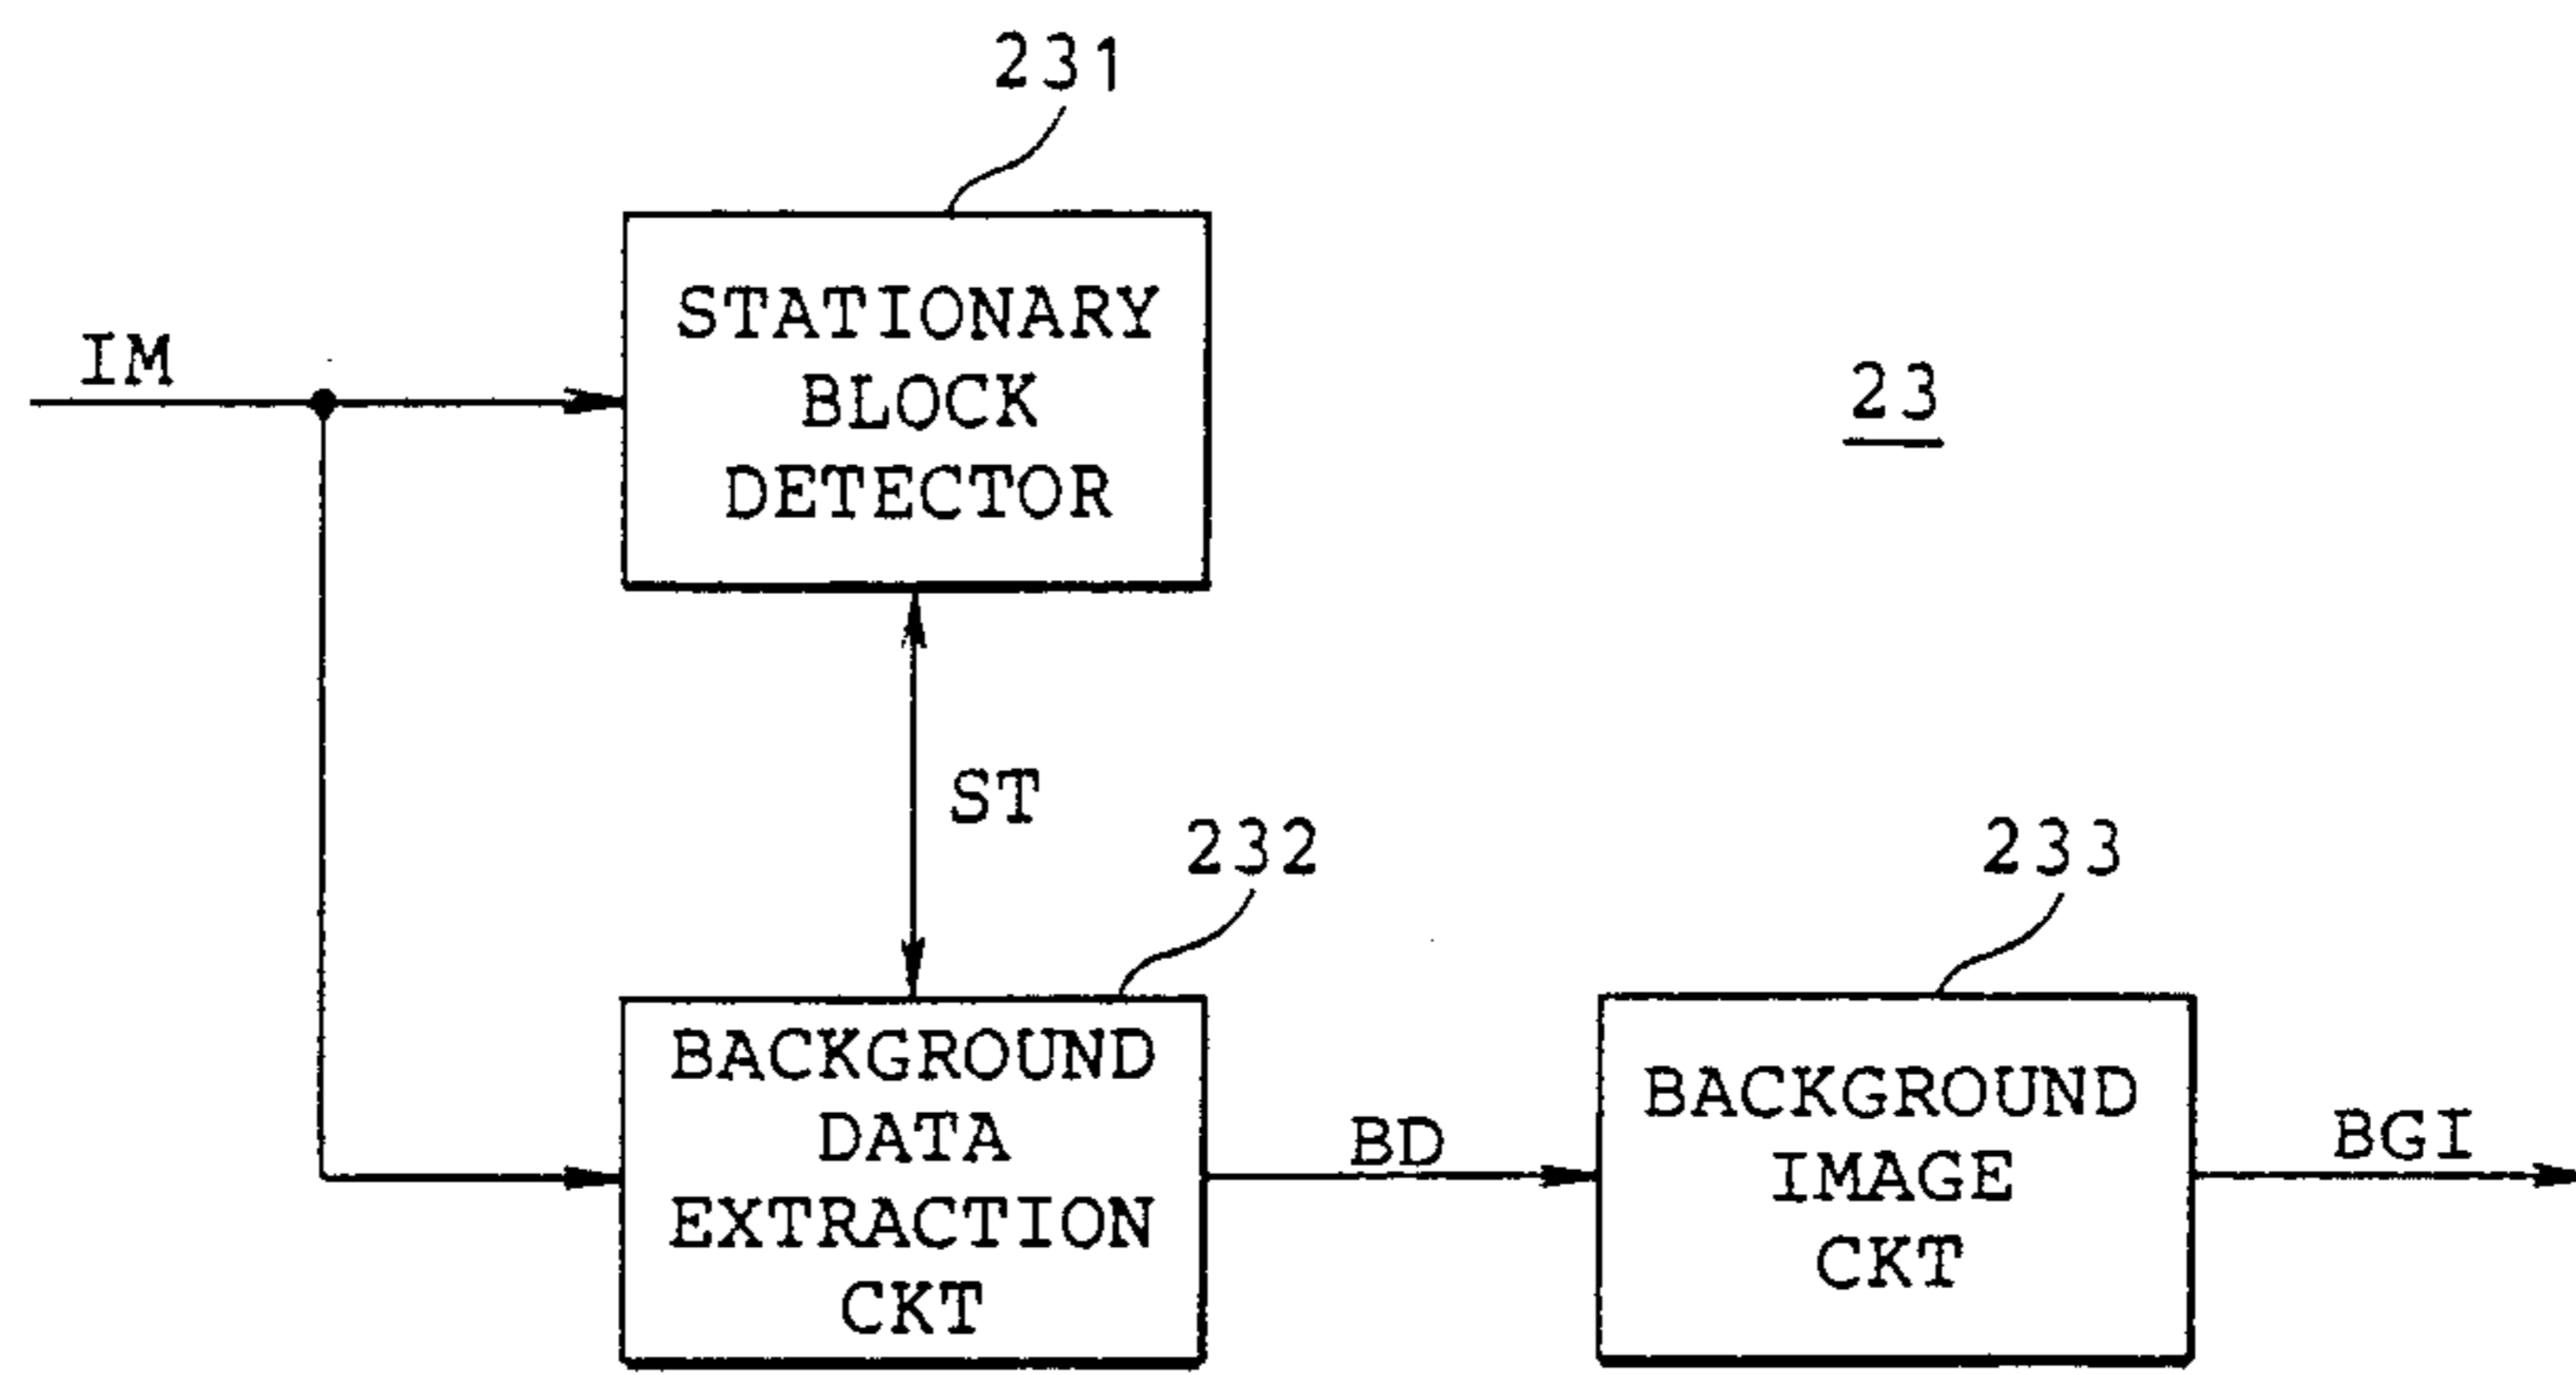 231
IM
STATIONARY
BLOCK
DETECTOR
23
ST
232
233
BACKGROUND
DATA
EXTRACTION
CKT
BD
BACKGROUND
IMAGE
CKT
BGI